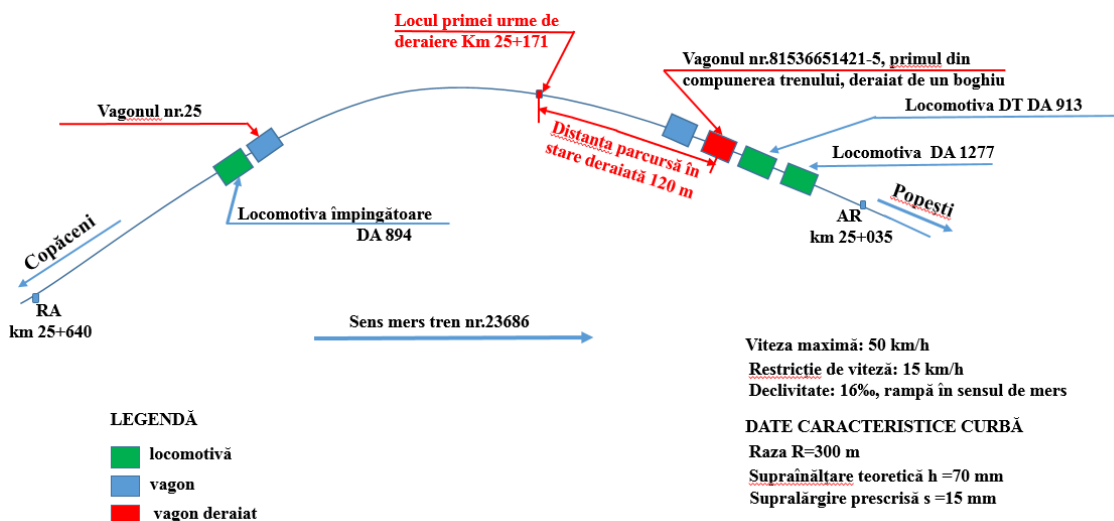 Locul primei urme de
deraiere Km 25+171
Vagonul nr.81536651421-5, primul din
compunerea trenului, deraiat de un boghiu
Vagonul nr.25
Locomotiva DT DA 913
Distanta parcursă în
stare deraiată 120 m
Locomotiva DA 1277
Locomotiva împingătoare
DA 894
Popești
Copăceni
AR
km 25+035
RA
km 25+640
Sens mers tren nr.23686
Viteza maximă: 50 km/h
Restricție de viteză: 15 km/h
Declivitate: 16‰, rampă în sensul de mers
LEGENDĂ
locomotivă
vagon
vagon deraiat
DATE CARACTERISTICE CURBĂ
Raza R=300 m
Supraînălțare teoretică h =70 mm
Supralărgire prescrisă s =15 mm